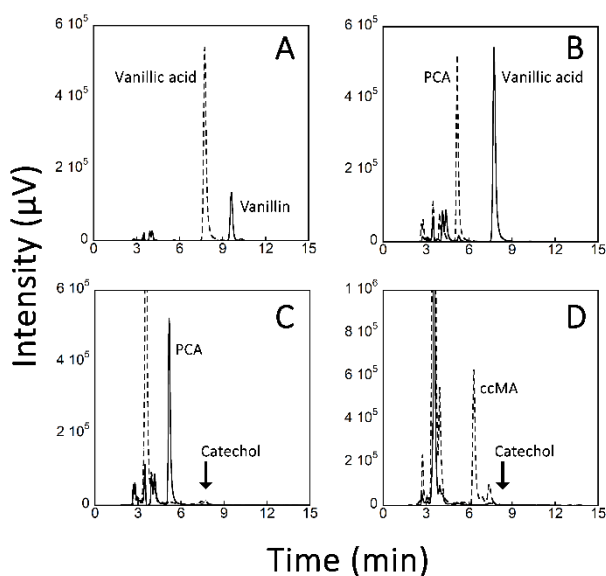 A
6 10⁵
4 10⁵
2 10⁵
0
Vanillic acid
Vanillin
0 3 6 9 12 15
B
6 10⁵
4 10⁵
2 10⁵
0
PCA
Vanillic acid
0 3 6 9 12 15
C
6 10⁵
4 10⁵
2 10⁵
0
PCA
Catechol
0 3 6 9 12 15
D
1 10⁶
8 10⁵
6 10⁵
4 10⁵
2 10⁵
0
ccMA
Catechol
0 3 6 9 12 15
Intensity (µV)
Time (min)